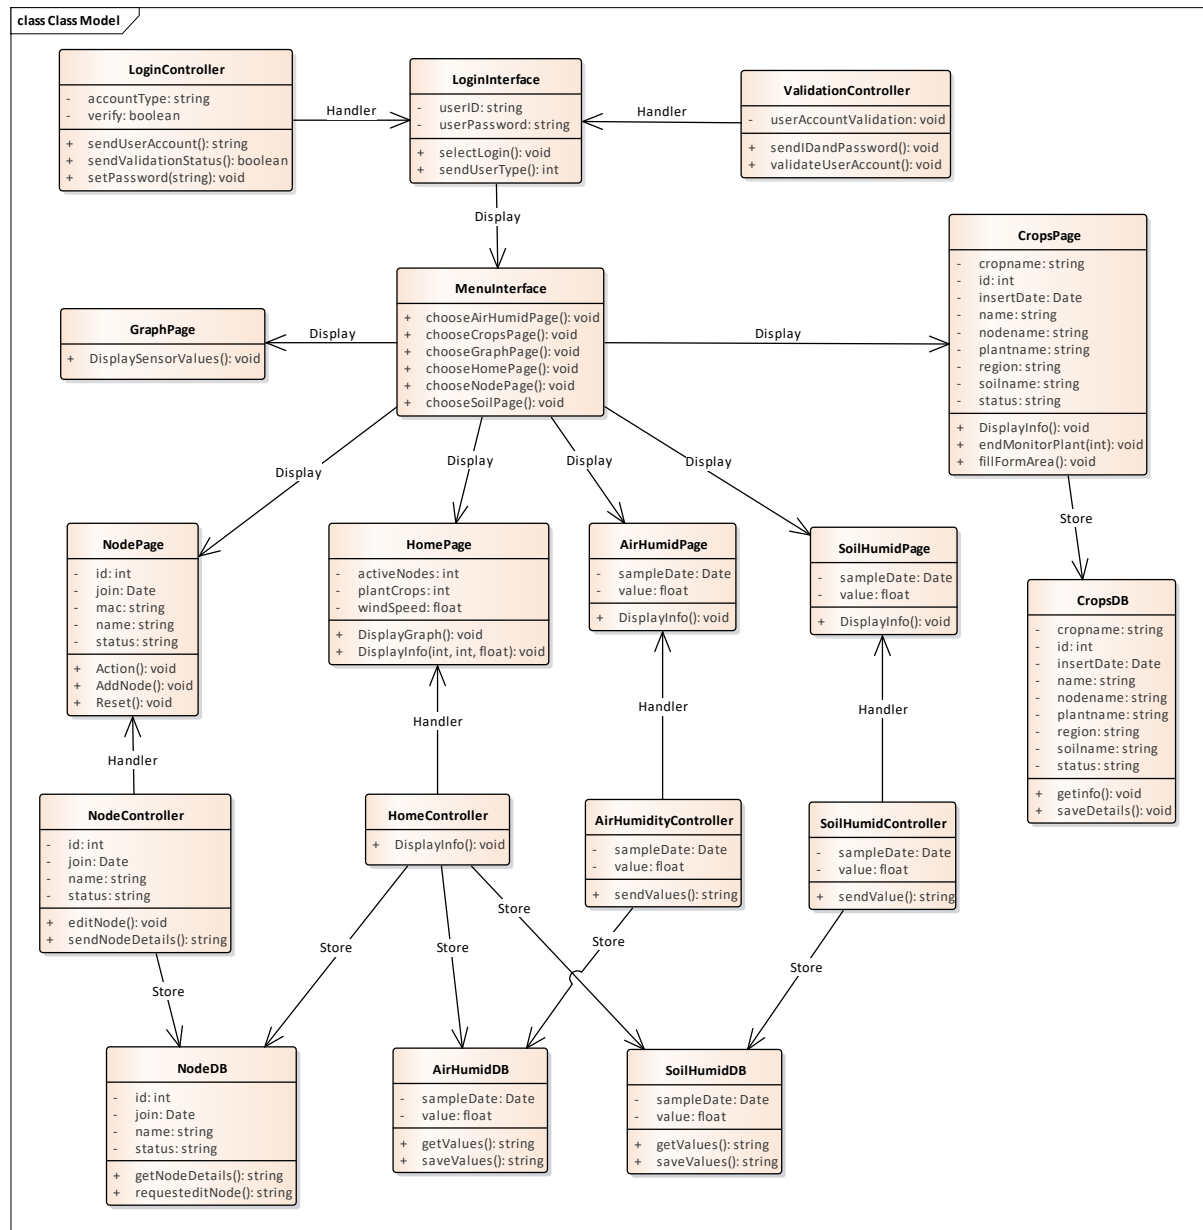 class Class Model
LoginController
- accountType: string
- verify: boolean
+ sendUserAccount(): string
+ sendValidationStatus(): boolean
+ setPassword(string): void
Handler
LoginInterface
- userID: string
- userPassword: string
+ selectLogin(): void
+ sendUserType(): int
Handler
ValidationController
- userAccountValidation: void
+ sendIDandPassword(): void
+ validateUserAccount(): void
Display
CropsPage
- cropname: string
- id: int
- insertDate: Date
- name: string
- nodename: string
- plantname: string
- region: string
- soilname: string
- status: string
+ DisplayInfo(): void
+ endMonitorPlant(int): void
+ fillFormArea(): void
MenuInterface
+ chooseAirHumidPage(): void
+ chooseCropsPage(): void
+ chooseGraphPage(): void
+ chooseHomePage(): void
+ chooseNodePage(): void
+ chooseSoilPage(): void
GraphPage
+ DisplaySensorValues(): void
Display
Display
Display
Display
Display
Display
Store
NodePage
- id: int
- join: Date
- mac: string
- name: string
- status: string
+ Action(): void
+ AddNode(): void
+ Reset(): void
HomePage
- activeNodes: int
- plantCrops: int
- windSpeed: float
+ DisplayGraph(): void
+ DisplayInfo(int, int, float): void
AirHumidPage
- sampleDate: Date
- value: float
+ DisplayInfo(): void
SoilHumidPage
- sampleDate: Date
- value: float
+ DisplayInfo(): void
CropsDB
- cropname: string
- id: int
- insertDate: Date
- name: string
- nodename: string
- plantname: string
- region: string
- soilname: string
- status: string
+ getinfo(): void
+ saveDetails(): void
Handler
Handler
Handler
Handler
NodeController
- id: int
- join: Date
- name: string
- status: string
+ editNode(): void
+ sendNodeDetails(): string
HomeController
+ DisplayInfo(): void
AirHumidityController
- sampleDate: Date
- value: float
+ sendValues(): string
SoilHumidController
- sampleDate: Date
- value: float
+ sendValue(): string
Store
Store
Store
Store
Store
Store
NodeDB
- id: int
- join: Date
- name: string
- status: string
+ getNodeDetails(): string
+ requesteditNode(): string
AirHumidDB
- sampleDate: Date
- value: float
+ getValues(): string
+ saveValues(): string
SoilHumidDB
- sampleDate: Date
- value: float
+ getValues(): string
+ saveValues(): string